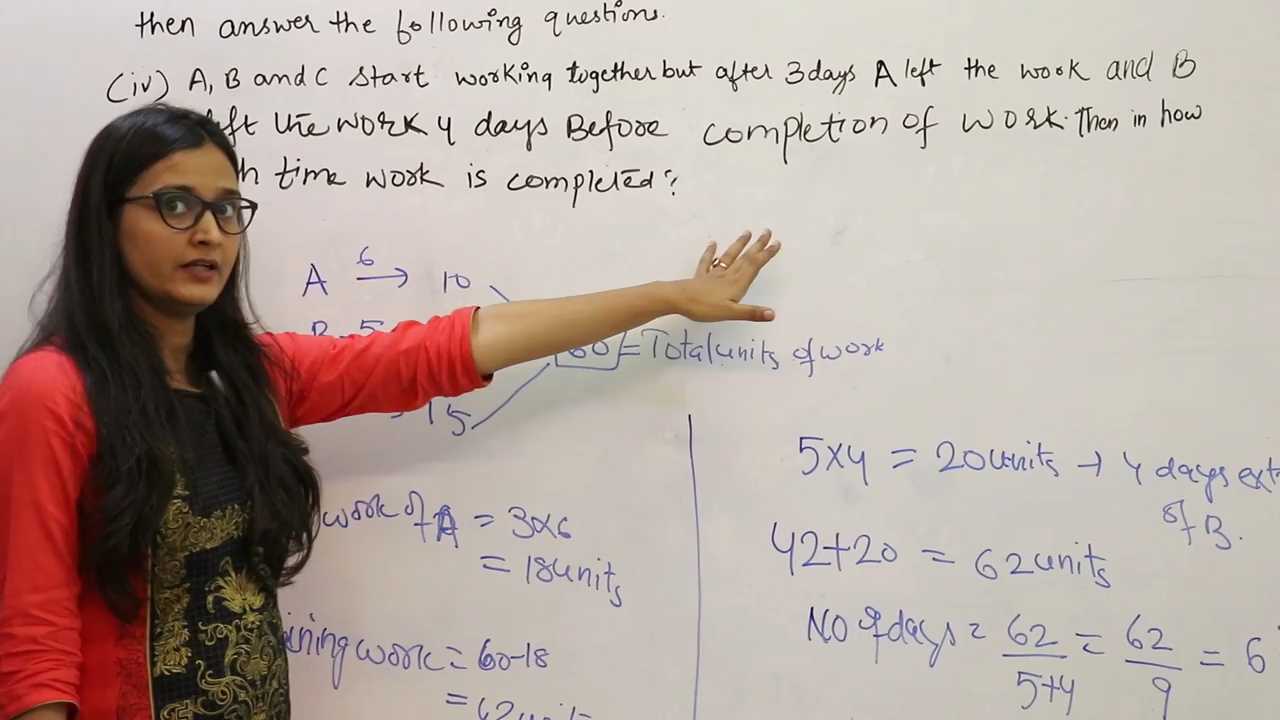 then answer the following questions.
(iv) A, B and C start working together but after 3 days A left the work and B
the work 4 days Before completion of work. Then in how
time work is completed?
A 6 → 10
B 5
60 = Total units of work
15
5x4 = 20 units → 4 days
of B.
work of A = 3x6
= 18 units
42+20 = 62 units
work = 60-18
= 42
No of days = 62/5+4 = 62/9 = 6